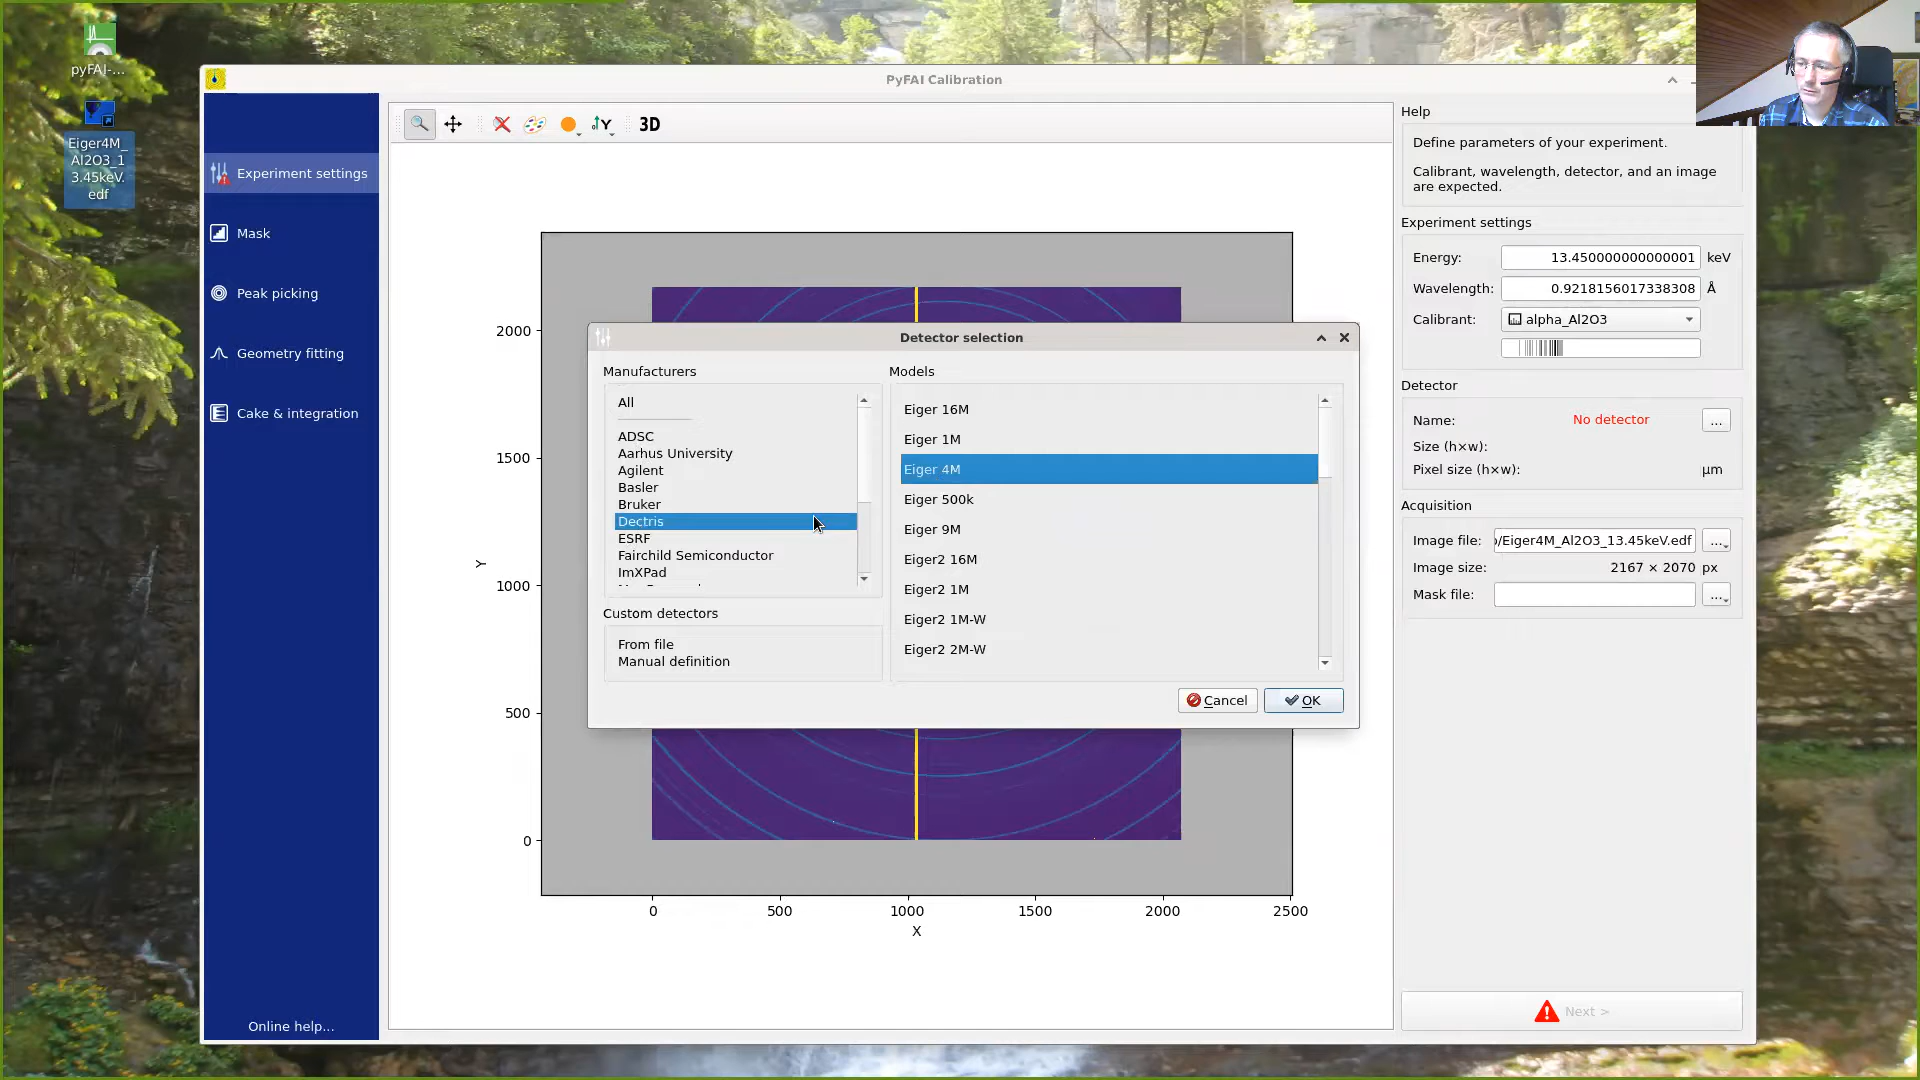 pyFAI-...
Eiger4M_
Al2O3_1
3.45keV.
edf
PyFAI Calibration
Experiment settings
Mask
Peak picking
Geometry fitting
Cake & integration
Online help...
3D
Y
2000
1500
1000
500
0
0
500
1000
1500
2000
2500
X
Detector selection
Manufacturers
All
ADSC
Aarhus University
Agilent
Basler
Bruker
Dectris
ESRF
Fairchild Semiconductor
ImXPad
Custom detectors
From file
Manual definition
Models
Eiger 16M
Eiger 1M
Eiger 4M
Eiger 500k
Eiger 9M
Eiger2 16M
Eiger2 1M
Eiger2 1M-W
Eiger2 2M-W
Cancel
OK
Help
Define parameters of your experiment.
Calibrant, wavelength, detector, and an image
are expected.
Experiment settings
Energy: 13.450000000000001 keV
Wavelength: 0.9218156017338308 Å
Calibrant: alpha_Al2O3
Detector
Name: No detector ...
Size (h×w):
Pixel size (h×w): µm
Acquisition
Image file: /Eiger4M_Al2O3_13.45keV.edf ...
Image size: 2167 × 2070 px
Mask file: ...
Next >